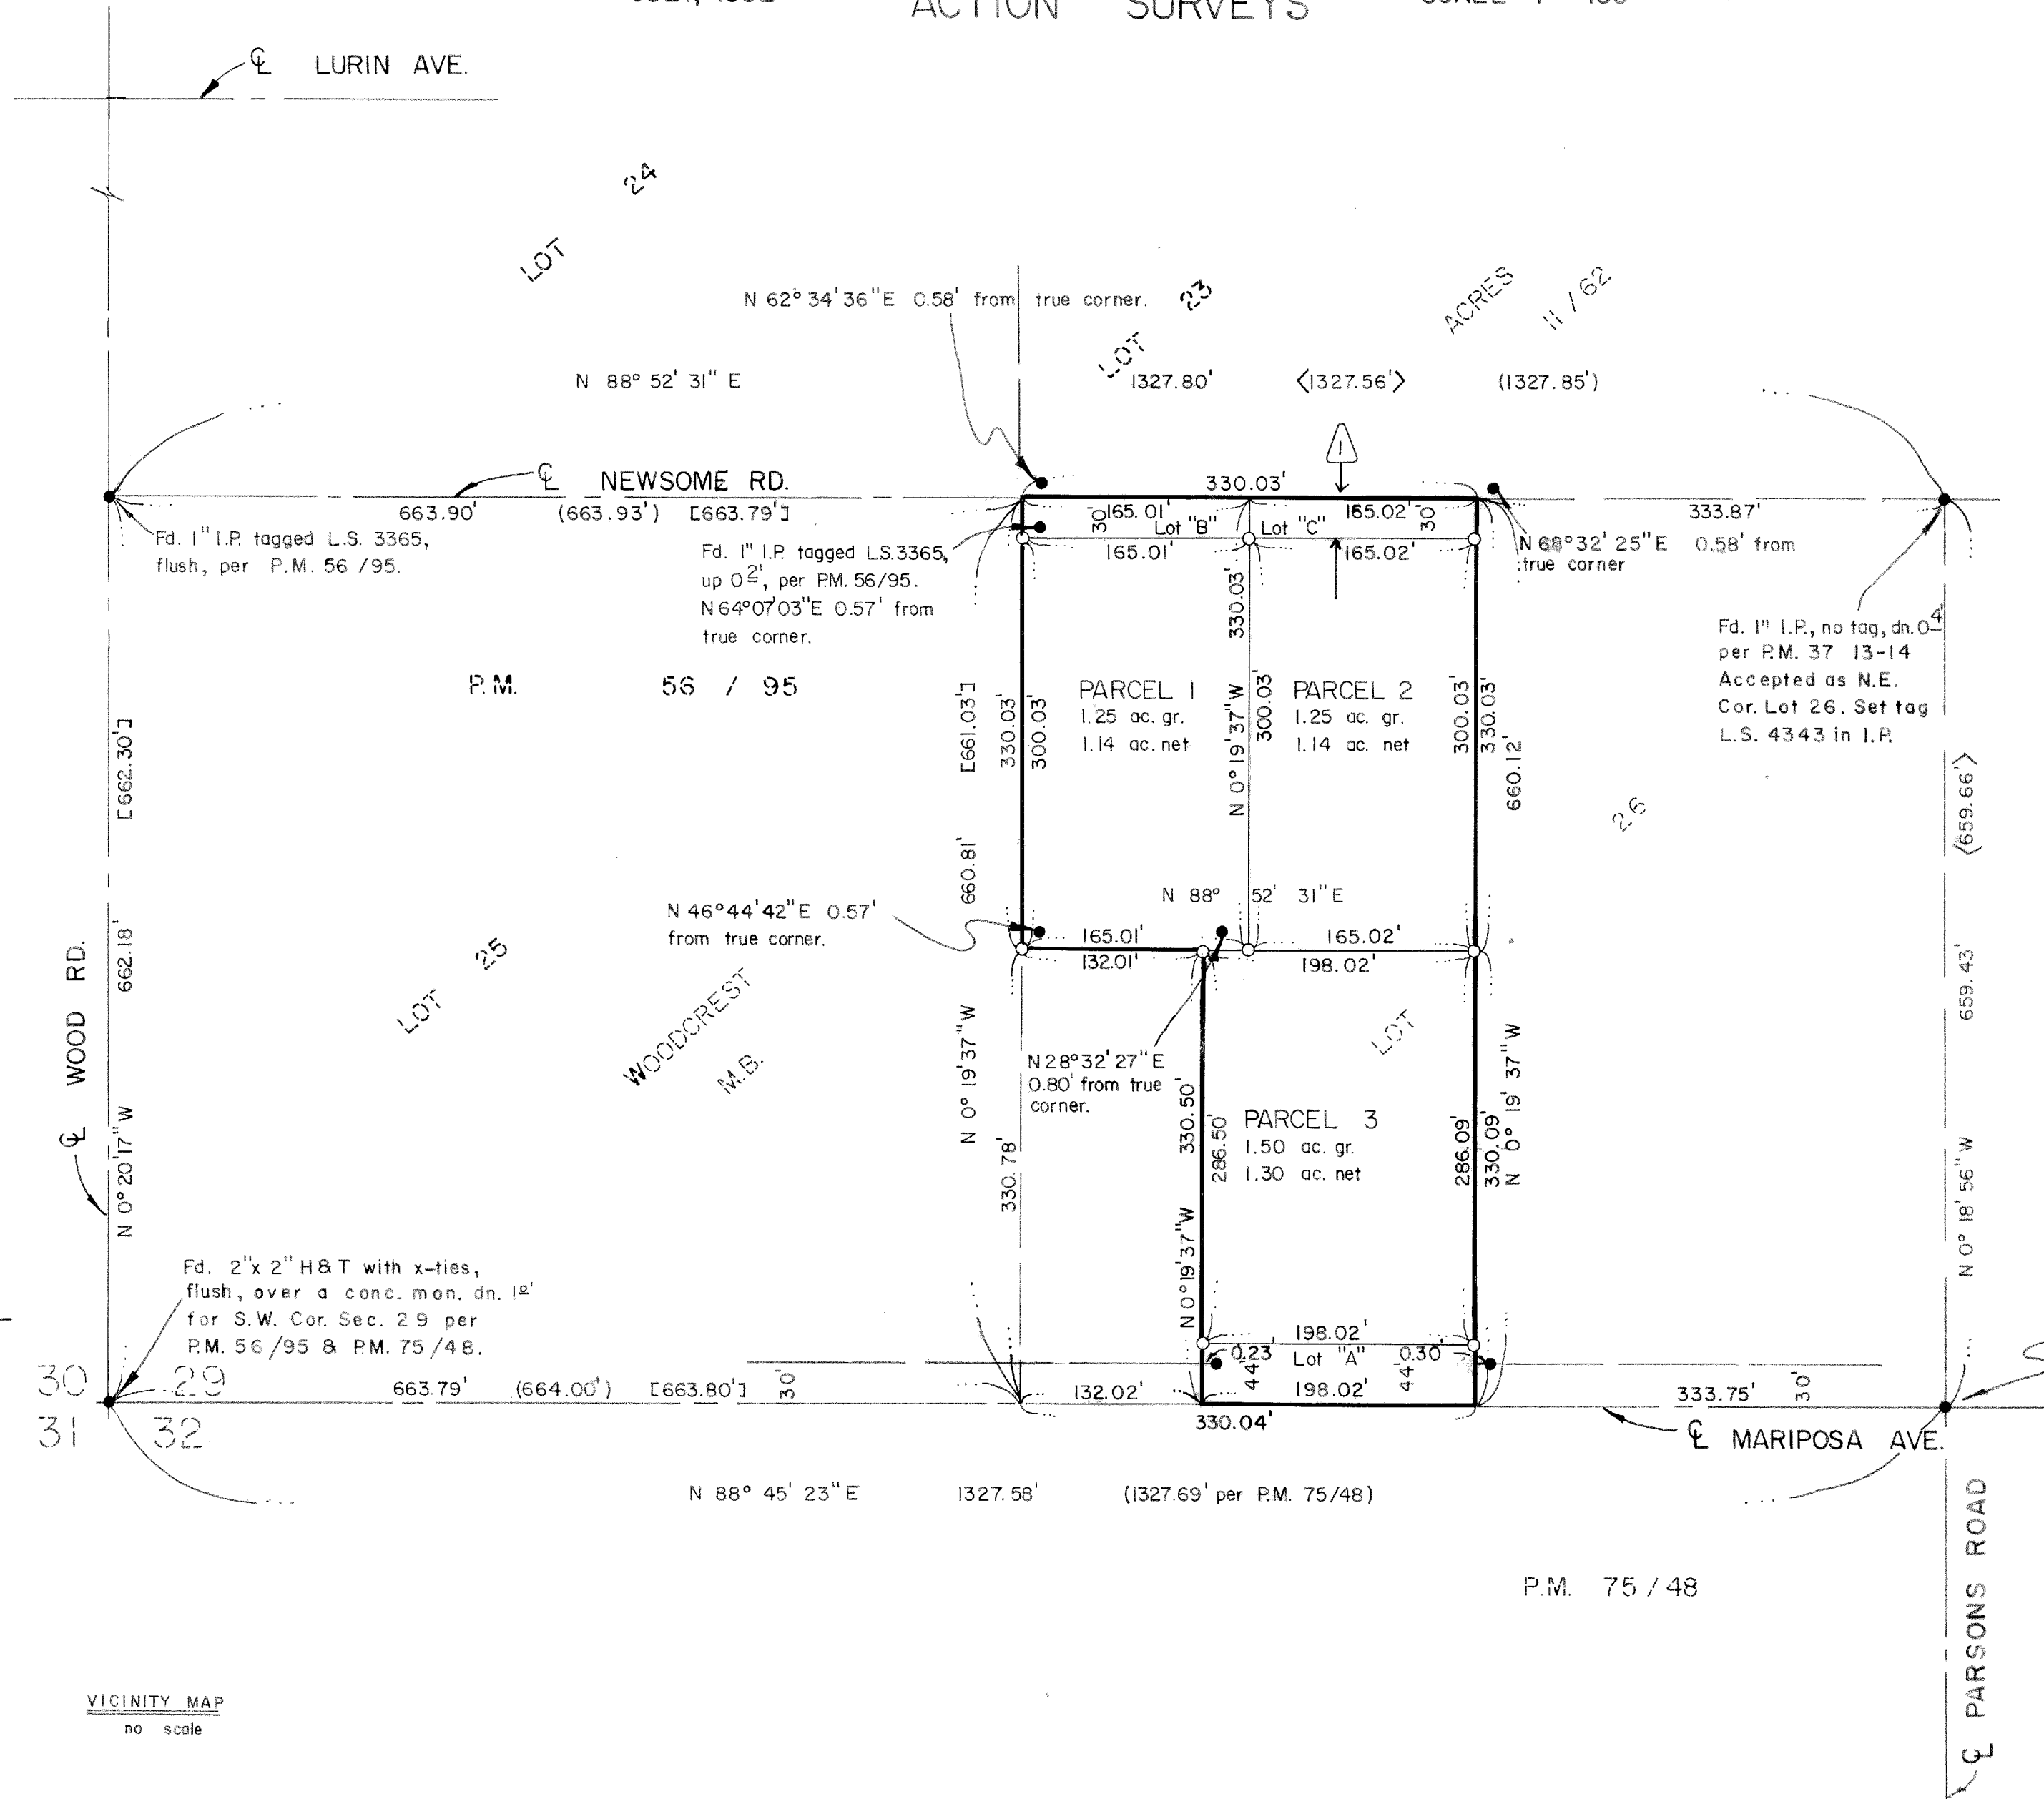 ACTION SURVEYS
℄ LURIN AVE.
LOT 24
N 62° 34' 36" E 0.58' from true corner.
LOT 23
ACRES 11 / 62
N 88° 52' 31" E
1327.80' <1327.56'> (1327.85')
℄ NEWSOME RD.
330.03'
663.90' (663.93') [663.79']
30'
165.01'
165.02'
30'
333.87'
Lot "B"
Lot "C"
165.01'
165.02'
Fd. 1" I.P. tagged L.S. 3365,
flush, per P.M. 56 /95.
Fd. 1" I.P. tagged L.S.3365,
up 0.2', per P.M. 56/95.
N 64°07'03"E 0.57' from
true corner.
N 68°32' 25"E 0.58' from
true corner
Fd. 1" I.P., no tag, dn. 0.4'
per P.M. 37 13-14
Accepted as N.E.
Cor. Lot 26. Set tag
L.S. 4343 in I.P.
P.M. 56 / 95
[662.30']
662.18'
N 0° 20' 17" W
℄ WOOD RD.
[661.03']
660.81'
N 0° 19' 37" W
330.03'
300.03'
PARCEL 1
1.25 ac. gr.
1.14 ac. net
330.03'
N 0° 19' 37" W
300.03'
PARCEL 2
1.25 ac. gr.
1.14 ac. net
300.03'
330.03'
660.12'
26
<659.66'>
659.43'
N 0° 18' 56" W
N 88° 52' 31" E
N 46°44'42"E 0.57'
from true corner.
165.01'
165.02'
132.01'
198.02'
LOT 25
WOODCREST
M.B.
LOT
N 28°32' 27"E
0.80' from true
corner.
330.78'
330.50'
286.50'
N 0° 19' 37" W
PARCEL 3
1.50 ac. gr.
1.30 ac. net
286.09'
330.09'
N 0° 19' 37" W
Fd. 2"x 2" H & T with x-ties,
flush, over a conc. mon. dn. 1.0'
for S.W. Cor. Sec. 29 per
P.M. 56 /95 & P.M. 75/48.
198.02'
0.23'
Lot "A"
0.30'
44'
44'
30 29
31 32
663.79' (664.00') [663.80'] 30'
132.02'
198.02'
333.75' 30'
330.04'
℄ MARIPOSA AVE.
N 88° 45' 23" E 1327.58' (1327.69' per P.M. 75/48)
P.M. 75 / 48
℄ PARSONS ROAD
VICINITY MAP
no scale